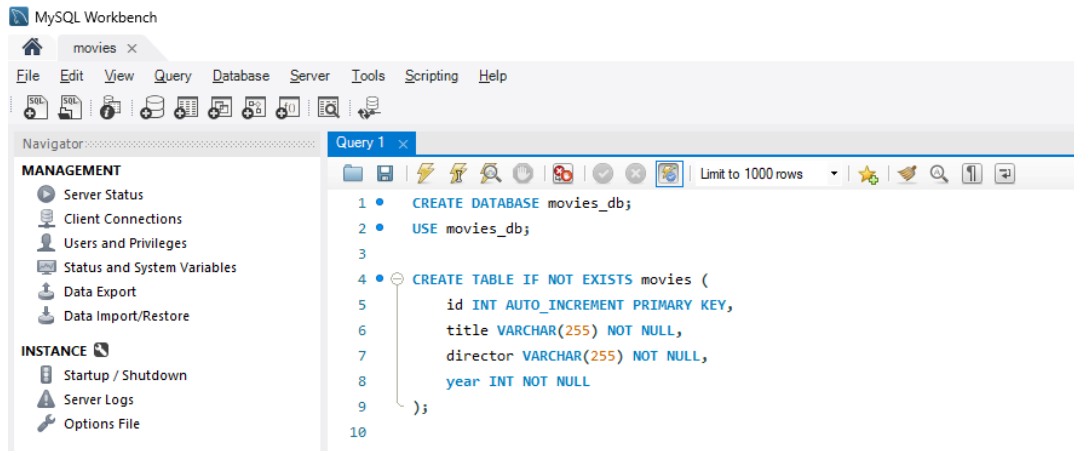 MySQL Workbench
movies ×
File Edit View Query Database Server Tools Scripting Help
SQL SQL
Navigator
MANAGEMENT
Server Status
Client Connections
Users and Privileges
Status and System Variables
Data Export
Data Import/Restore
INSTANCE
Startup / Shutdown
Server Logs
Options File
Query 1 ×
Limit to 1000 rows
1 CREATE DATABASE movies_db;
2 USE movies_db;
3
4 CREATE TABLE IF NOT EXISTS movies (
5 id INT AUTO_INCREMENT PRIMARY KEY,
6 title VARCHAR(255) NOT NULL,
7 director VARCHAR(255) NOT NULL,
8 year INT NOT NULL
9 );
10